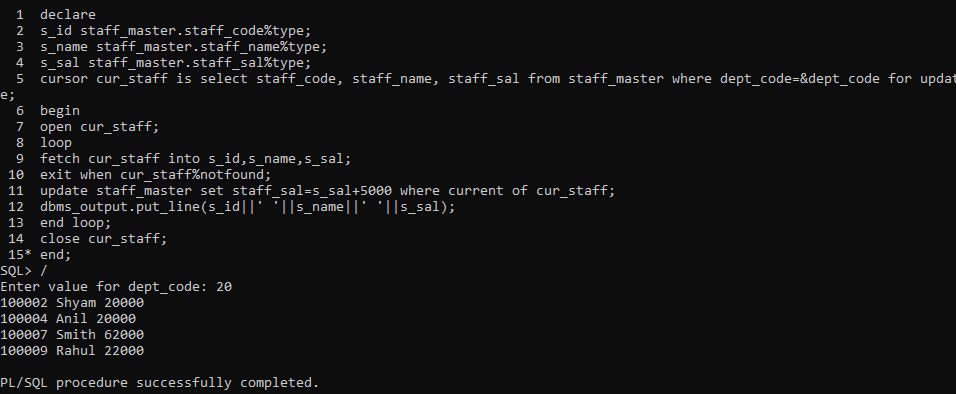 1  declare
  2  s_id staff_master.staff_code%type;
  3  s_name staff_master.staff_name%type;
  4  s_sal staff_master.staff_sal%type;
  5  cursor cur_staff is select staff_code, staff_name, staff_sal from staff_master where dept_code=&dept_code for updat
e;
  6  begin
  7  open cur_staff;
  8  loop
  9  fetch cur_staff into s_id,s_name,s_sal;
 10  exit when cur_staff%notfound;
 11  update staff_master set staff_sal=s_sal+5000 where current of cur_staff;
 12  dbms_output.put_line(s_id||' '||s_name||' '||s_sal);
 13  end loop;
 14  close cur_staff;
 15* end;
SQL> /
Enter value for dept_code: 20
100002 Shyam 20000
100004 Anil 20000
100007 Smith 62000
100009 Rahul 22000

PL/SQL procedure successfully completed.